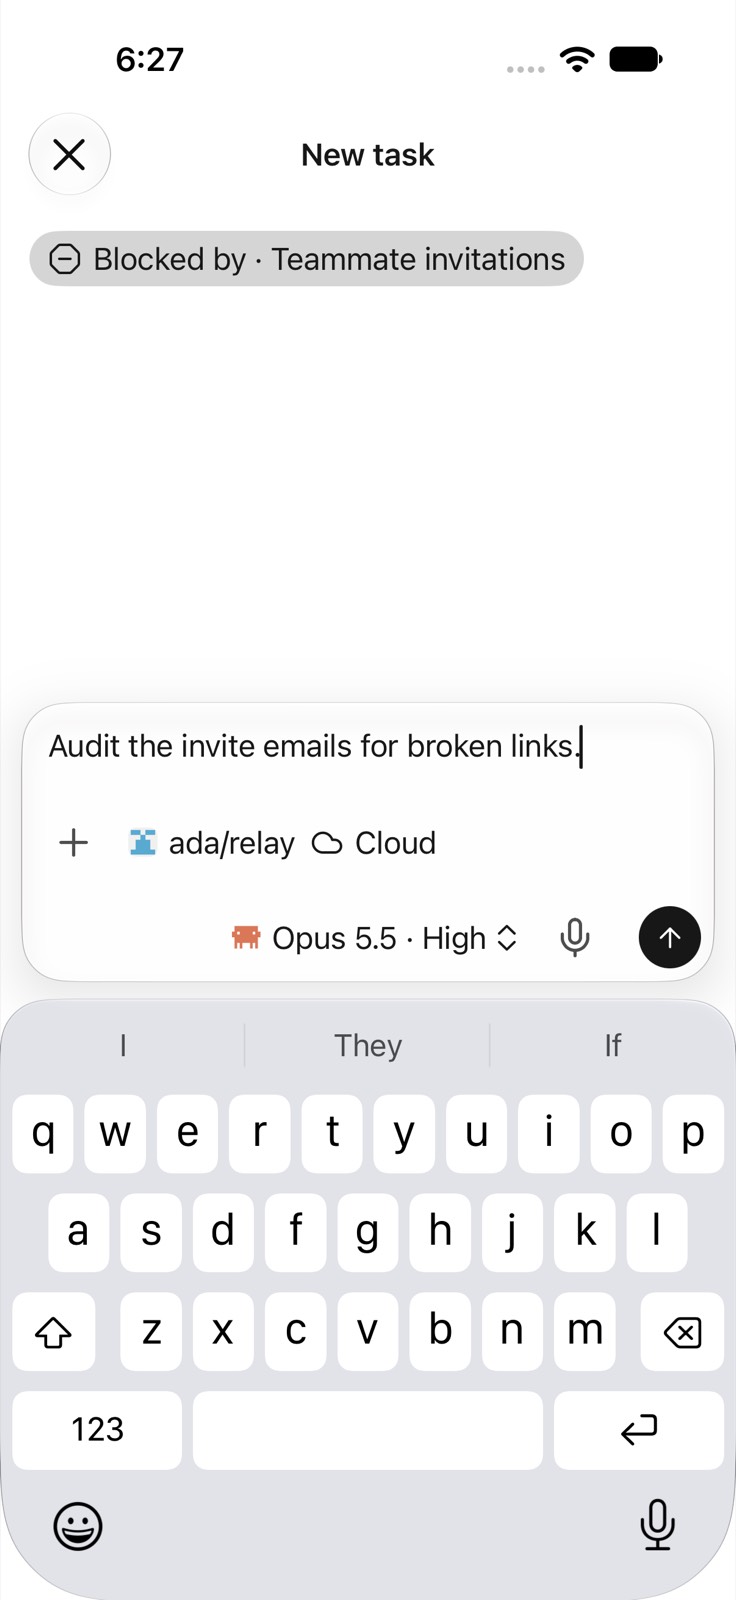 6:27
New task
Blocked by · Teammate invitations
Audit the invite emails for broken links.
ada/relay Cloud
Opus 5.5 · High
I They If
q w e r t y u i o p
a s d f g h j k l
z x c v b n m
123